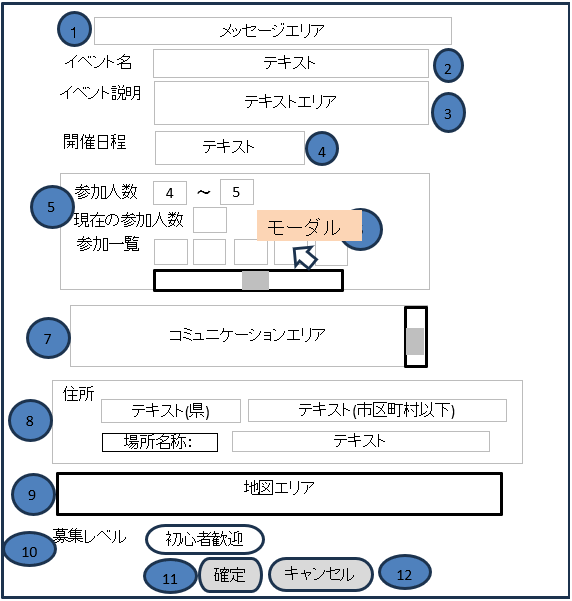 1 メッセージエリア
イベント名 テキスト 2
イベント説明 テキストエリア 3
開催日程 テキスト 4
5 参加人数 4 ～ 5
現在の参加人数 モーダル
参加一覧
7 コミュニケーションエリア
住所
8 テキスト(県) テキスト(市区町村以下)
場所名称: テキスト
9 地図エリア
10 募集レベル 初心者歓迎
11 確定 キャンセル 12